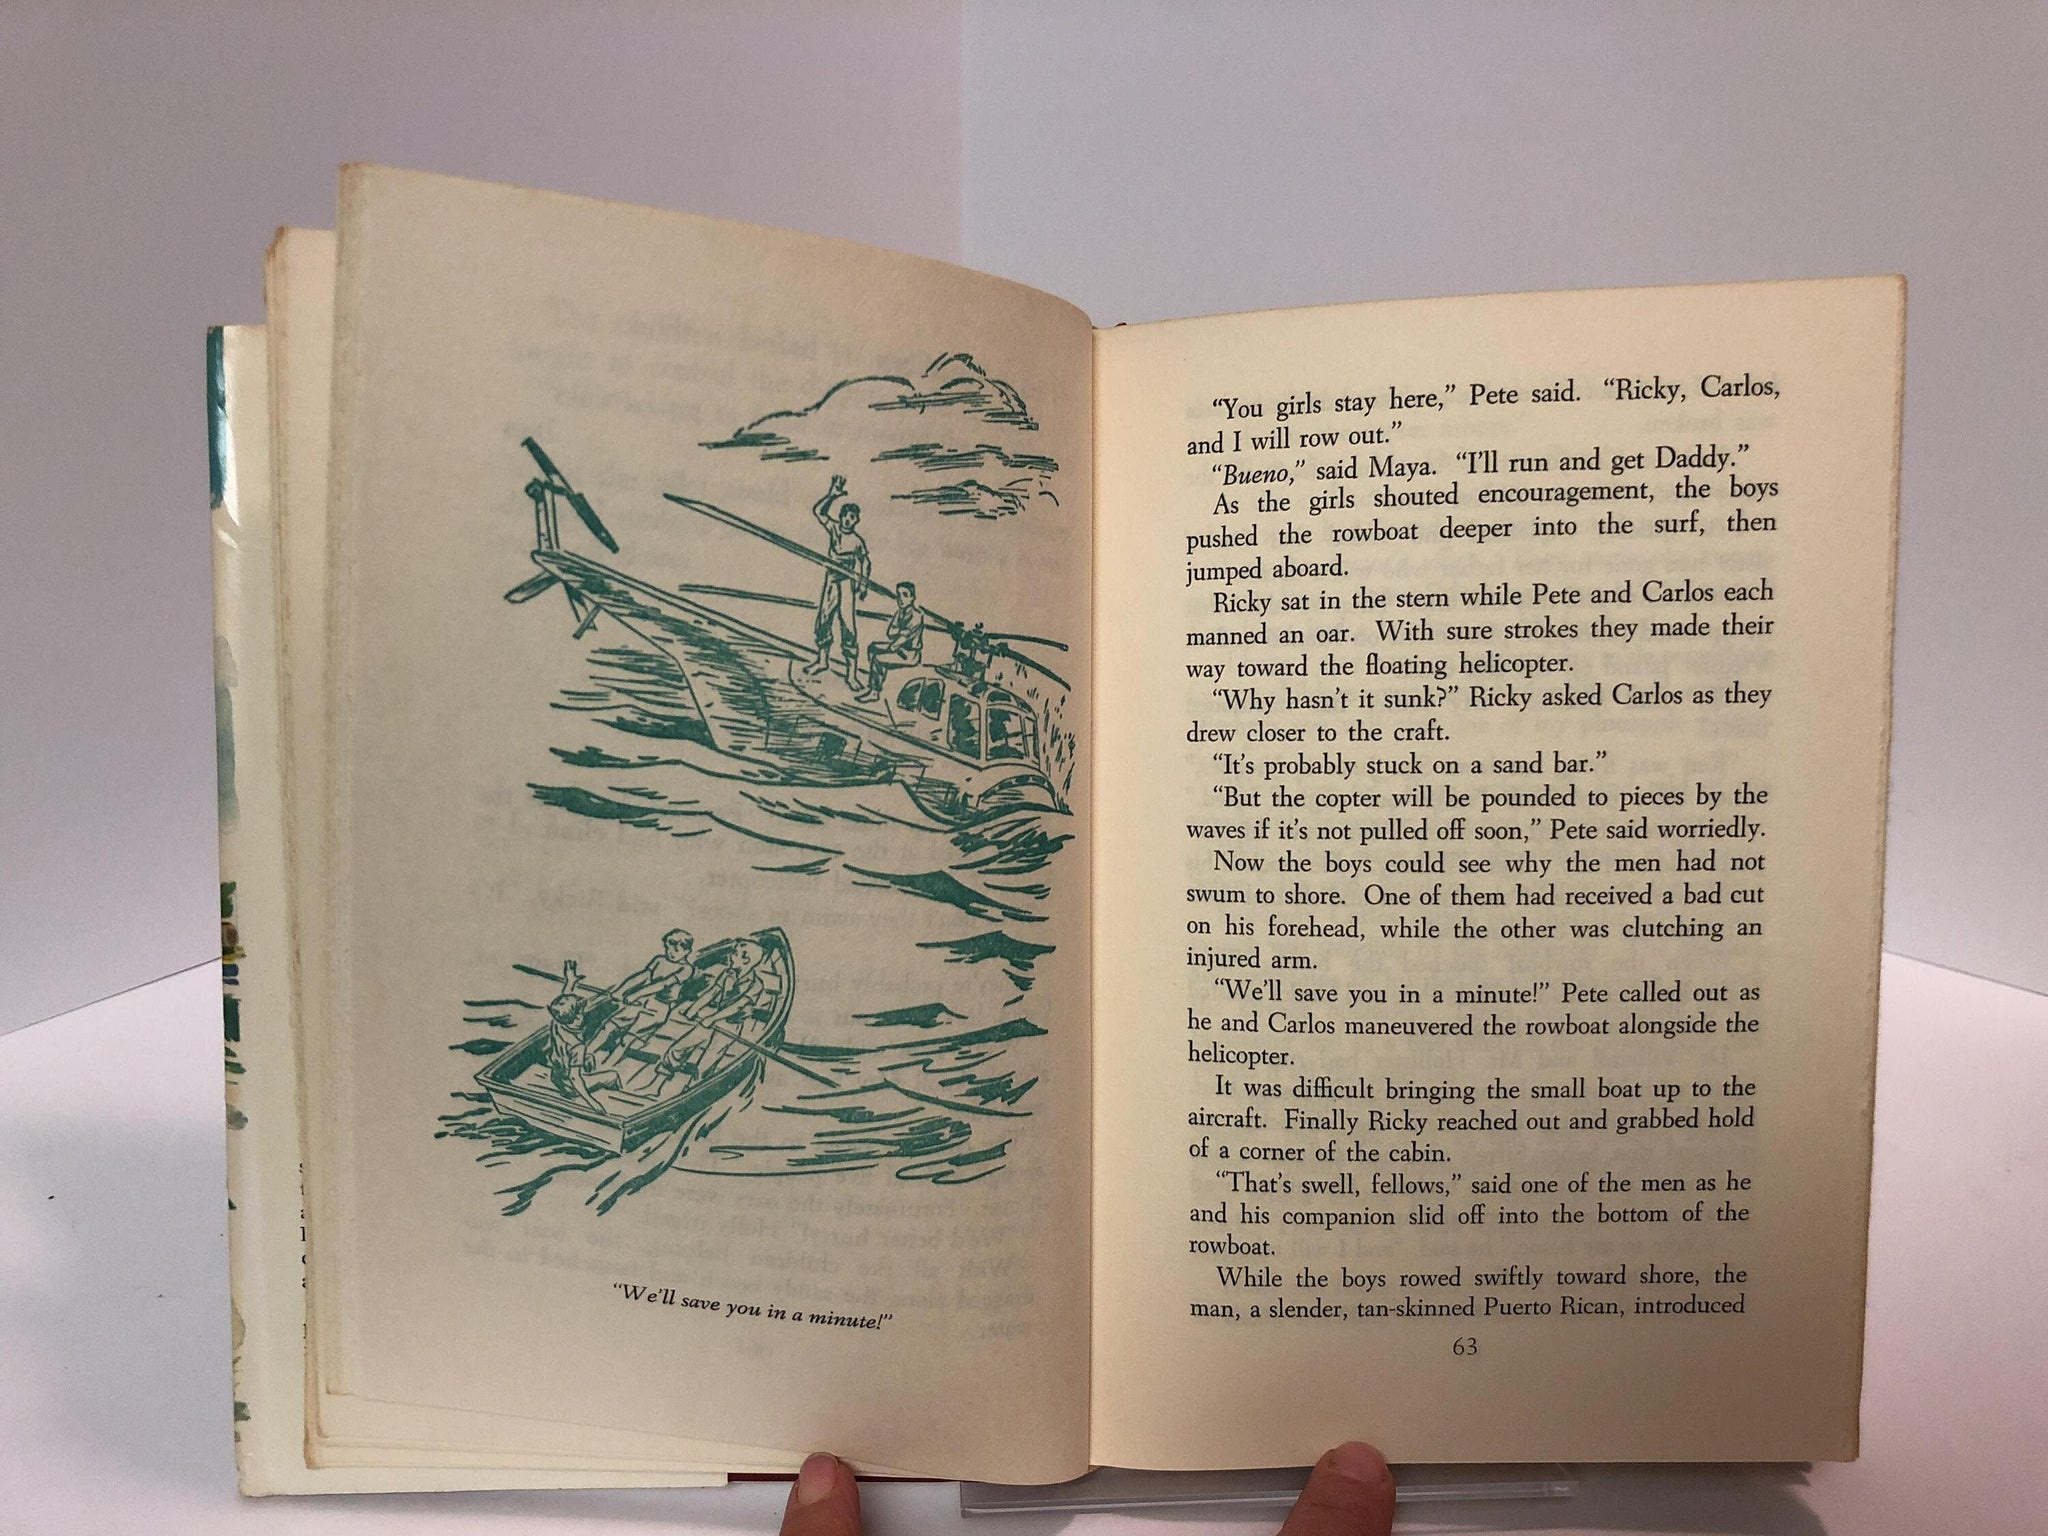 "We'll save you in a minute!"
"You girls stay here," Pete said. "Ricky, Carlos,
and I will row out."
"Bueno," said Maya. "I'll run and get Daddy."
As the girls shouted encouragement, the boys
pushed the rowboat deeper into the surf, then
jumped aboard.
Ricky sat in the stern while Pete and Carlos each
manned an oar. With sure strokes they made their
way toward the floating helicopter.
"Why hasn't it sunk?" Ricky asked Carlos as they
drew closer to the craft.
"It's probably stuck on a sand bar."
"But the copter will be pounded to pieces by the
waves if it's not pulled off soon," Pete said worriedly.
Now the boys could see why the men had not
swum to shore. One of them had received a bad cut
on his forehead, while the other was clutching an
injured arm.
"We'll save you in a minute!" Pete called out as
he and Carlos maneuvered the rowboat alongside the
helicopter.
It was difficult bringing the small boat up to the
aircraft. Finally Ricky reached out and grabbed hold
of a corner of the cabin.
"That's swell, fellows," said one of the men as he
and his companion slid off into the bottom of the
rowboat.
While the boys rowed swiftly toward shore, the
man, a slender, tan-skinned Puerto Rican, introduced
63